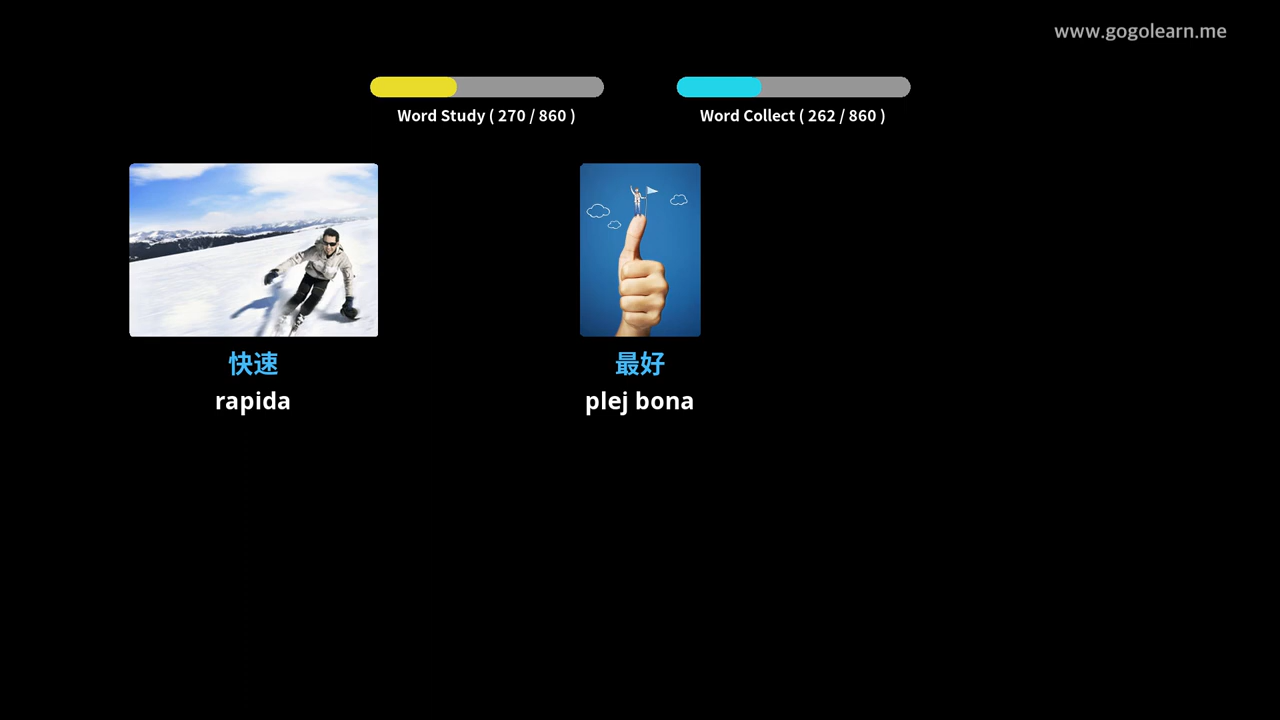 www.gogolearn.me
Word Study ( 270 / 860 )
Word Collect ( 262 / 860 )
快速
rapida
最好
plej bona